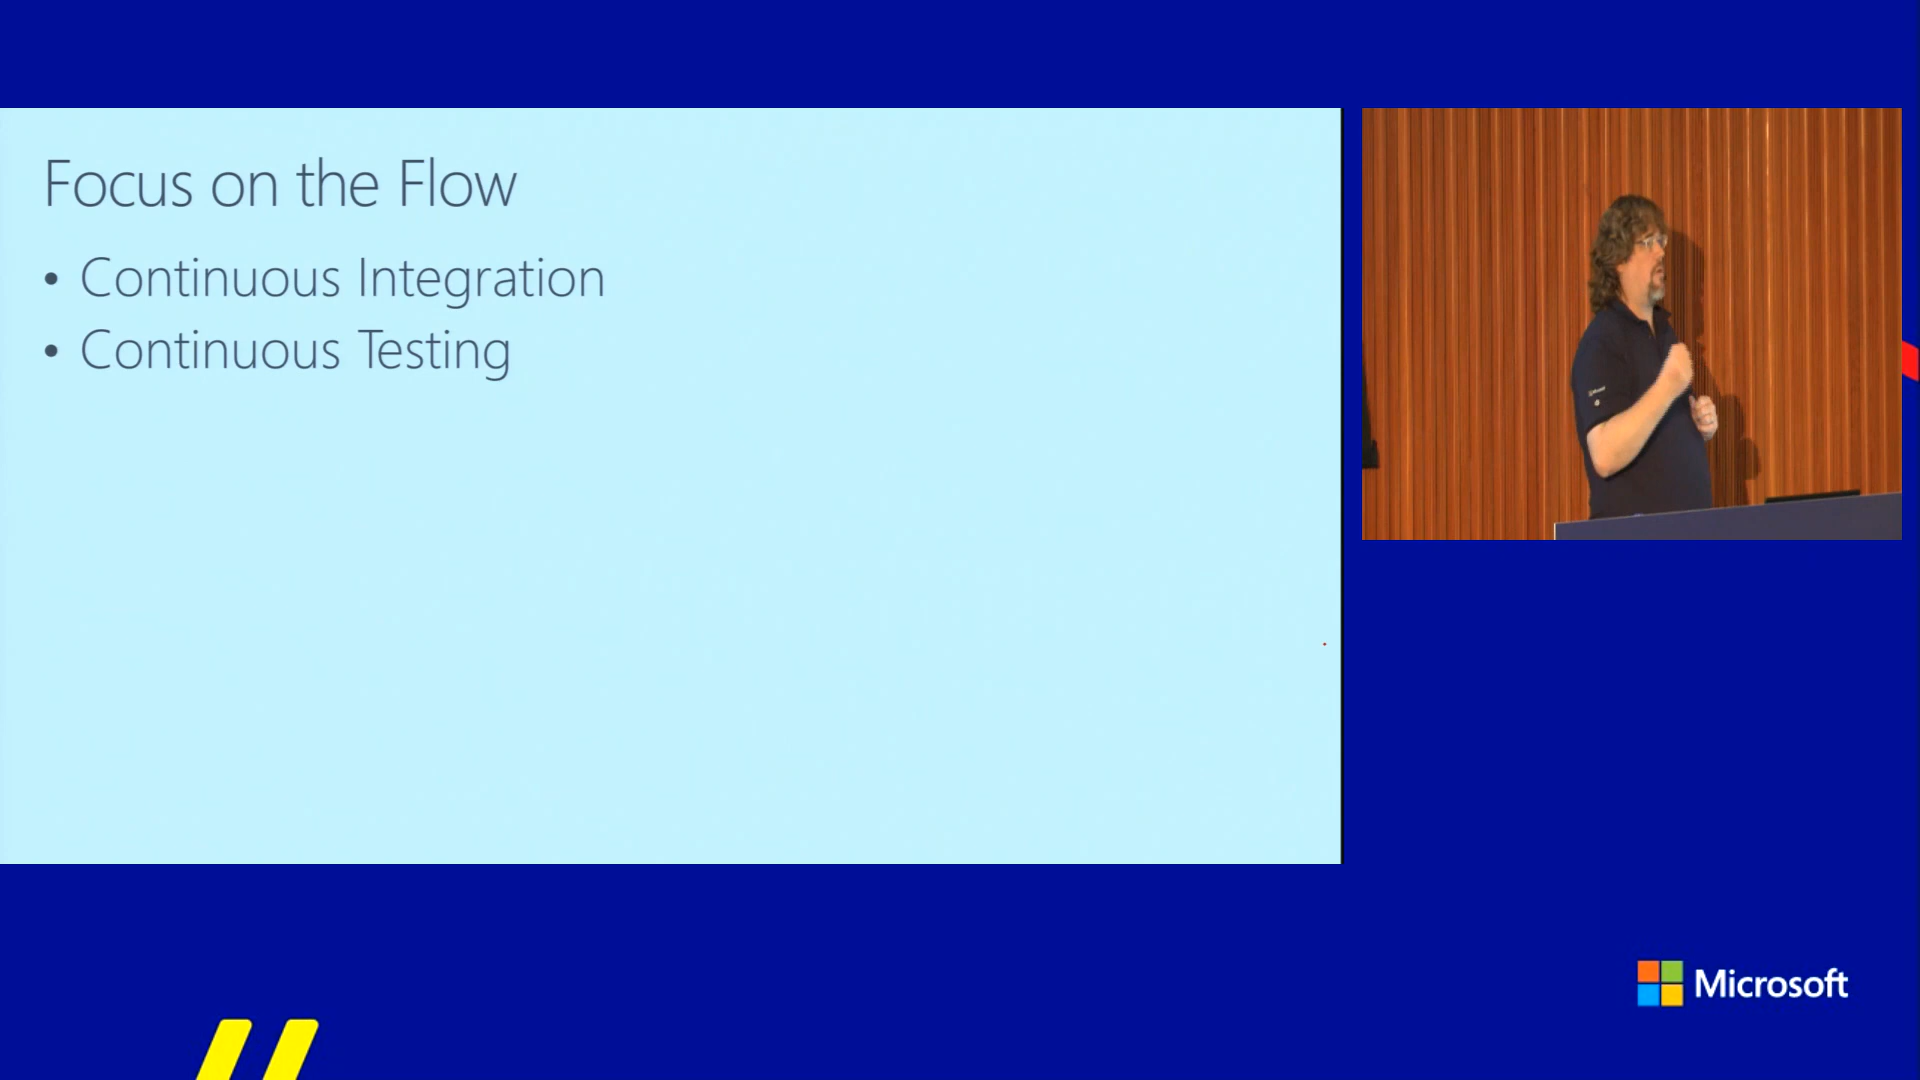 Focus on the Flow
• Continuous Integration
• Continuous Testing
Microsoft